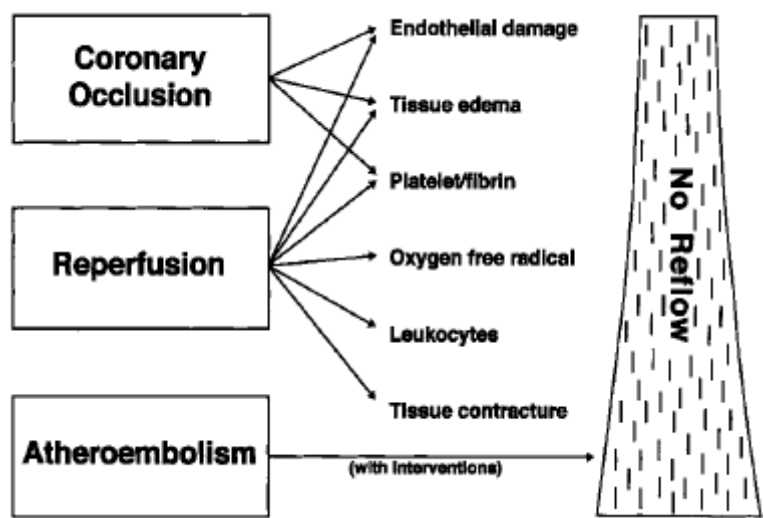 Coronary
Occlusion
Reperfusion
Atheroembolism
Endothelial damage
Tissue edema
Platelet/fibrin
Oxygen free radical
Leukocytes
Tissue contracture
(with interventions)
No Reflow